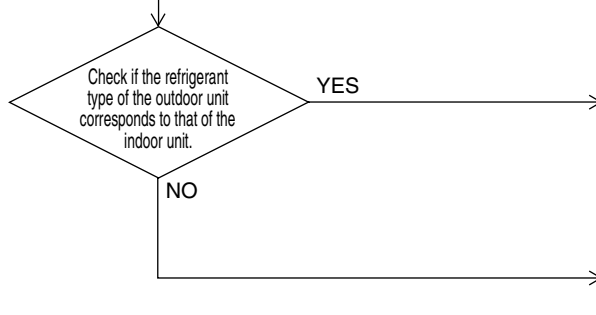 Check if the refrigerant
type of the outdoor unit
corresponds to that of the
indoor unit.
YES
NO